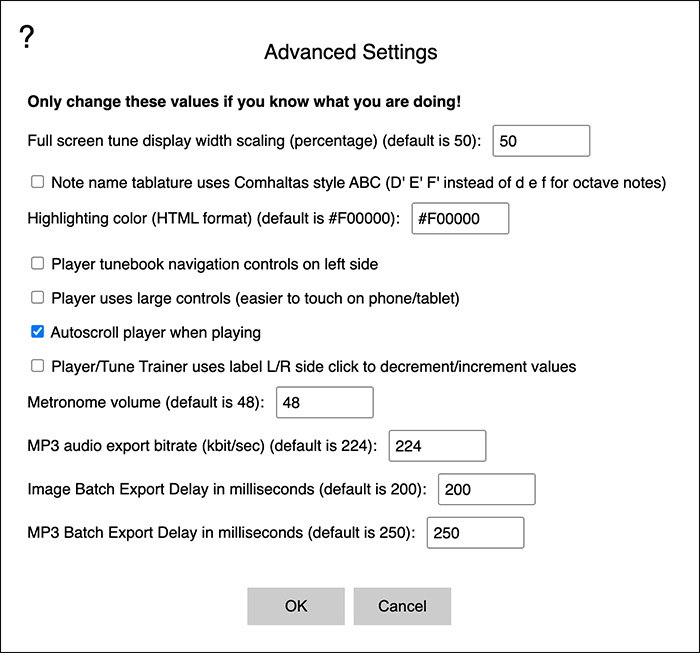 ?
Advanced Settings
Only change these values if you know what you are doing!
Full screen tune display width scaling (percentage) (default is 50): 50
Note name tablature uses Comhaltas style ABC (D' E' F' instead of d e f for octave notes)
Highlighting color (HTML format) (default is #F00000): #F00000
Player tunebook navigation controls on left side
Player uses large controls (easier to touch on phone/tablet)
Autoscroll player when playing
Player/Tune Trainer uses label L/R side click to decrement/increment values
Metronome volume (default is 48): 48
MP3 audio export bitrate (kbit/sec) (default is 224): 224
Image Batch Export Delay in milliseconds (default is 200): 200
MP3 Batch Export Delay in milliseconds (default is 250): 250
OK Cancel